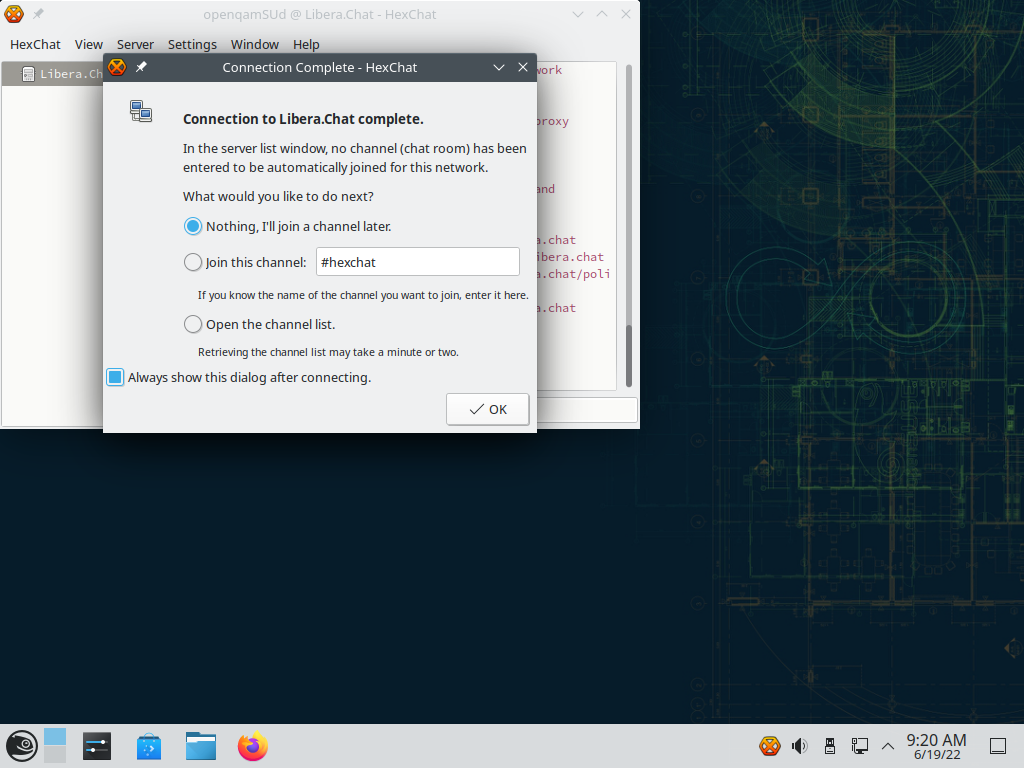 openqamSUd @ Libera.Chat - HexChat
HexChat View Server Settings Window Help
Libera.Ch
work
proxy
and
a.chat
ibera.chat
a.chat/poli
a.chat
Connection Complete - HexChat
Connection to Libera.Chat complete.
In the server list window, no channel (chat room) has been
entered to be automatically joined for this network.
What would you like to do next?
Nothing, I'll join a channel later.
Join this channel: #hexchat
If you know the name of the channel you want to join, enter it here.
Open the channel list.
Retrieving the channel list may take a minute or two.
Always show this dialog after connecting.
OK
9:20 AM
6/19/22